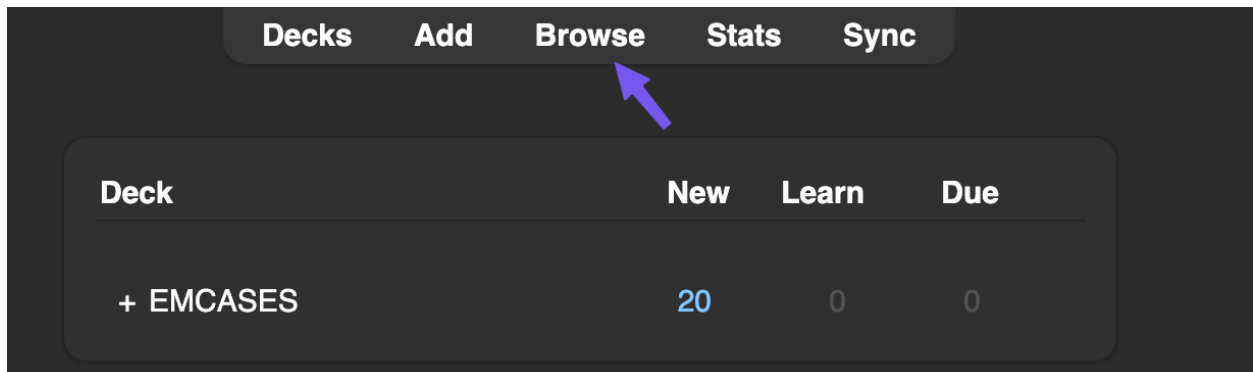 Decks Add Browse Stats Sync
Deck New Learn Due
+ EMCASES 20 0 0